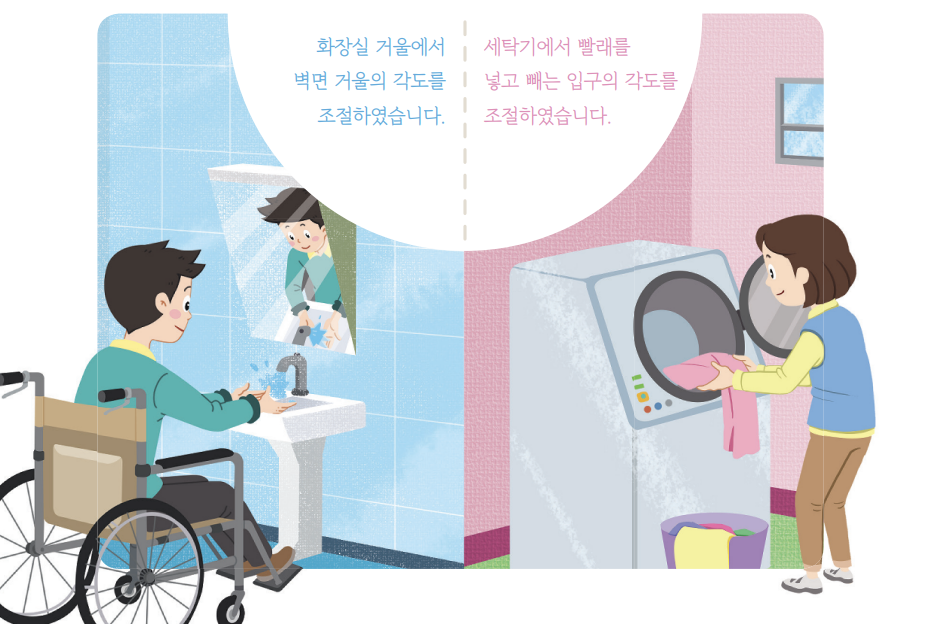 화장실 거울에서
벽면 거울의 각도를
조절하였습니다.
세탁기에서 빨래를
넣고 빼는 입구의 각도를
조절하였습니다.